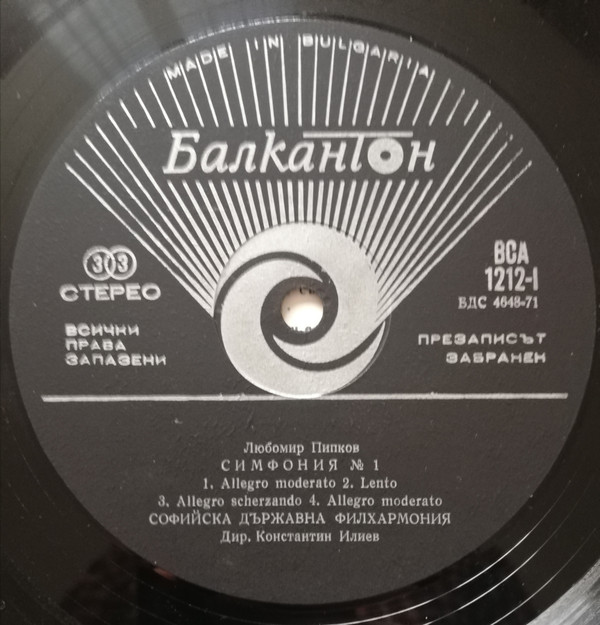 MADE IN BULGARIA
Балкантон
33
СТЕРЕО
ВСИЧКИ
ПРАВА
ЗАПАЗЕНИ
ВСА
1212-I
БДС 4648-71
ПРЕЗАПИСЪТ
ЗАБРАНЕН
Любомир Пипков
СИМФОНИЯ № 1
1. Allegro moderato 2. Lento
3. Allegro scherzando 4. Allegro moderato
СОФИЙСКА ДЪРЖАВНА ФИЛХАРМОНИЯ
Дир. Константин Илиев